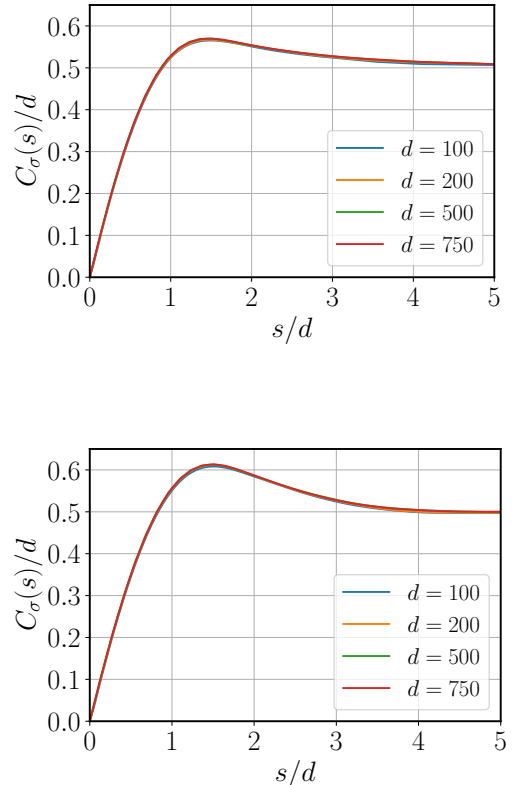 0.6
0.5
0.4
0.3
0.2
0.1
0.0
C_σ(s)/d
d = 100
d = 200
d = 500
d = 750
0 1 2 3 4 5
s/d
0.6
0.5
0.4
0.3
0.2
0.1
0.0
C_σ(s)/d
d = 100
d = 200
d = 500
d = 750
0 1 2 3 4 5
s/d